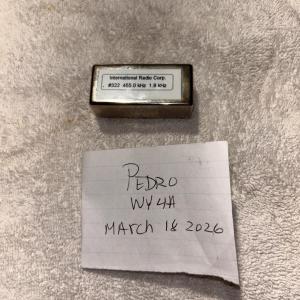 International Radio Corp.
#322 455.0 kHz 1.8 kHz
PEDRO
WY4A
MARCH 18 2026